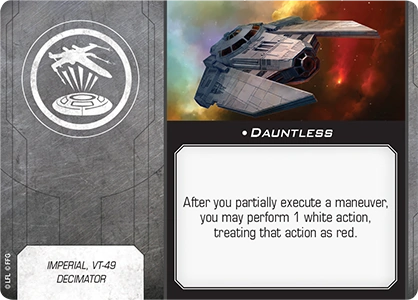 • DAUNTLESS
After you partially execute a maneuver,
you may perform 1 white action,
treating that action as red.
IMPERIAL, VT-49
DECIMATOR
© LFL © FFG